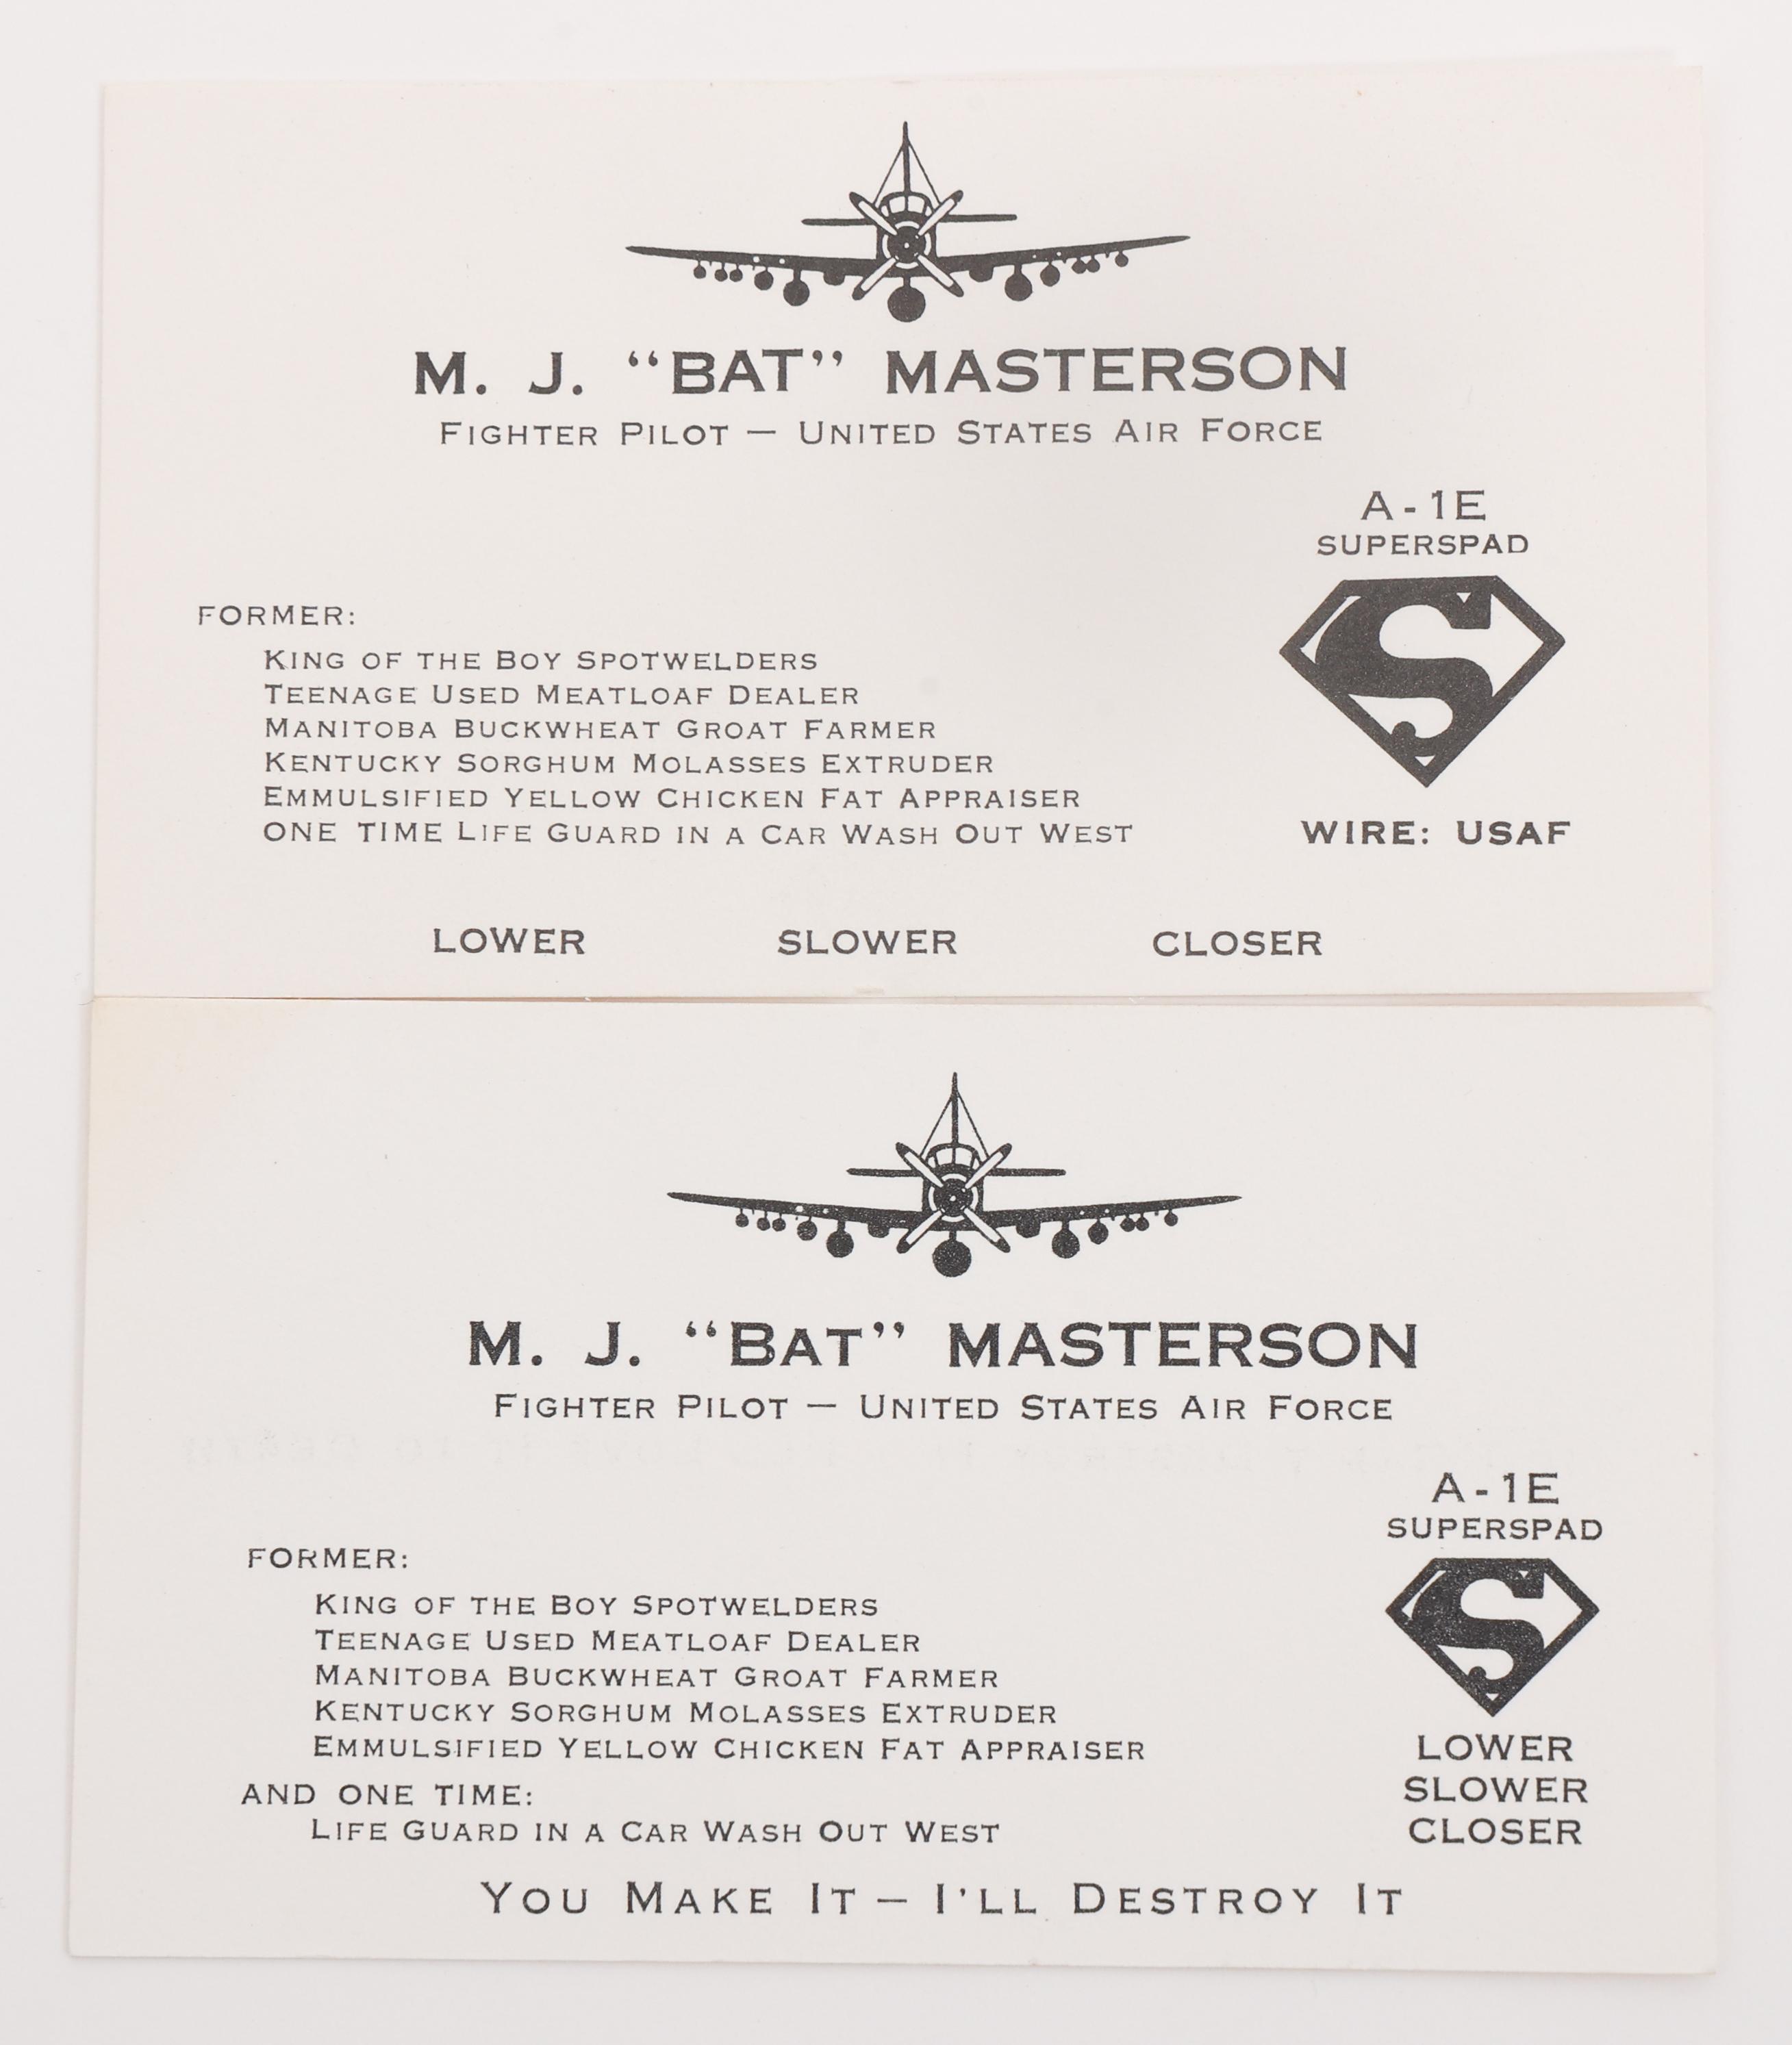 M. J. “BAT” MASTERSON
FIGHTER PILOT — UNITED STATES AIR FORCE
A-1E
SUPERSPAD
S
FORMER:
KING OF THE BOY SPOTWELDERS
TEENAGE USED MEATLOAF DEALER
MANITOBA BUCKWHEAT GROAT FARMER
KENTUCKY SORGHUM MOLASSES EXTRUDER
EMMULSIFIED YELLOW CHICKEN FAT APPRAISER
ONE TIME LIFE GUARD IN A CAR WASH OUT WEST
WIRE: USAF
LOWER SLOWER CLOSER
M. J. “BAT” MASTERSON
FIGHTER PILOT — UNITED STATES AIR FORCE
A-1E
SUPERSPAD
S
FORMER:
KING OF THE BOY SPOTWELDERS
TEENAGE USED MEATLOAF DEALER
MANITOBA BUCKWHEAT GROAT FARMER
KENTUCKY SORGHUM MOLASSES EXTRUDER
EMMULSIFIED YELLOW CHICKEN FAT APPRAISER
AND ONE TIME:
LIFE GUARD IN A CAR WASH OUT WEST
LOWER
SLOWER
CLOSER
YOU MAKE IT — I'LL DESTROY IT